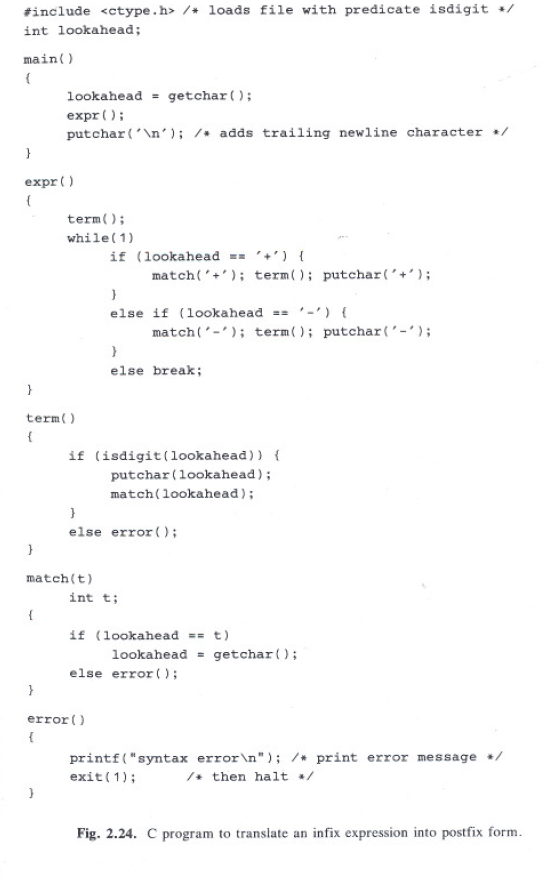 #include <ctype.h> /* loads file with predicate isdigit */
int lookahead;
main()
{
lookahead = getchar();
expr();
putchar('\n'); /* adds trailing newline character */
}
expr()
{
term();
while(1)
if (lookahead == '+') {
match('+'); term(); putchar('+');
}
else if (lookahead == '-') {
match('-'); term(); putchar('-');
}
else break;
}
term()
{
if (isdigit(lookahead)) {
putchar(lookahead);
match(lookahead);
}
else error();
}
match(t)
int t;
{
if (lookahead == t)
lookahead = getchar();
else error();
}
error()
{
printf("syntax error\n"); /* print error message */
exit(1); /* then halt */
}
Fig. 2.24. C program to translate an infix expression into postfix form.